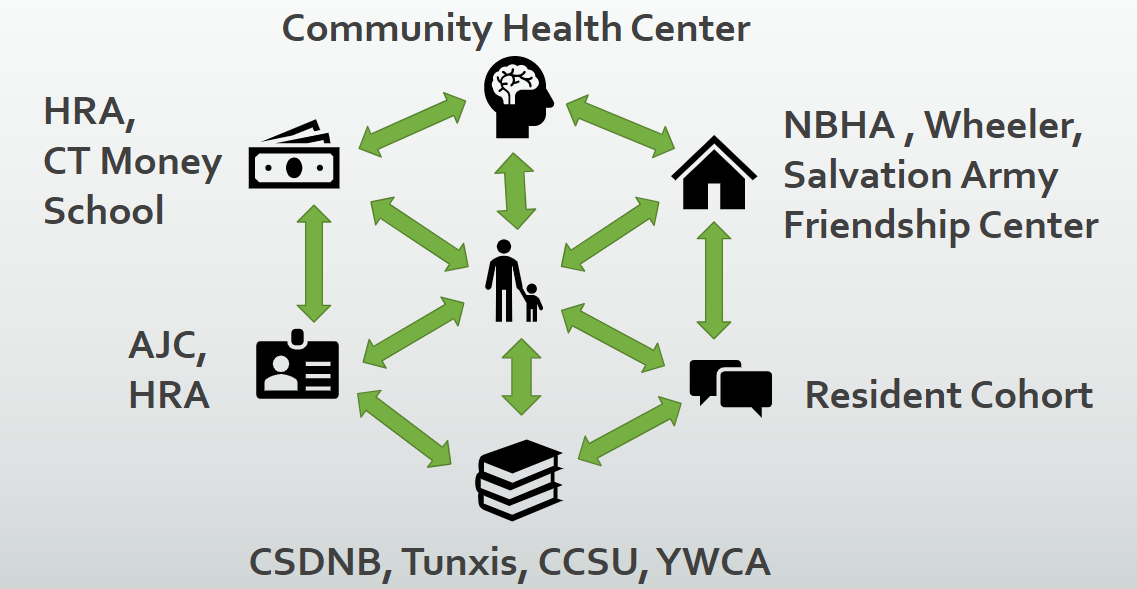 Community Health Center
HRA,
CT Money
School
NBHA , Wheeler,
Salvation Army
Friendship Center
AJC,
HRA
Resident Cohort
CSDNB, Tunxis, CCSU, YWCA